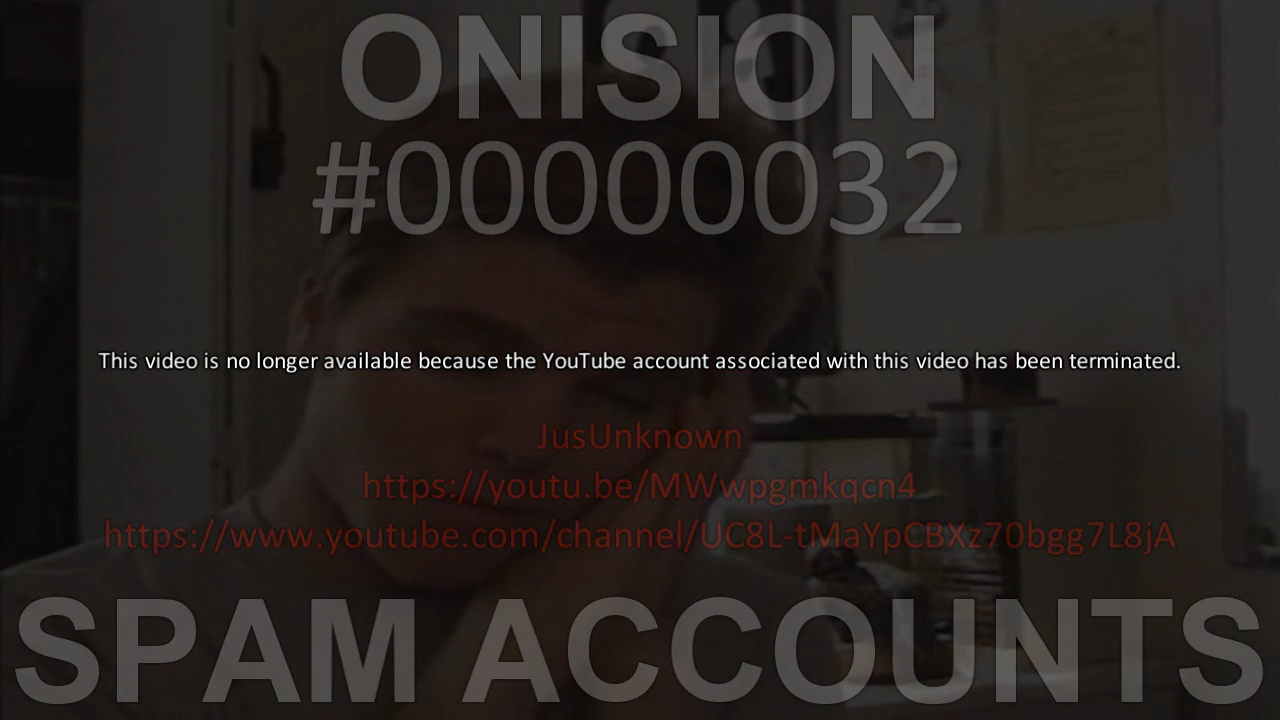 ONISION
#00000032
This video is no longer available because the YouTube account associated with this video has been terminated.
JusUnknown
https://youtu.be/MWwpgmkqcn4
https://www.youtube.com/channel/UC8L-tMaYpCBXz70bgg7L8jA
SPAM ACCOUNTS